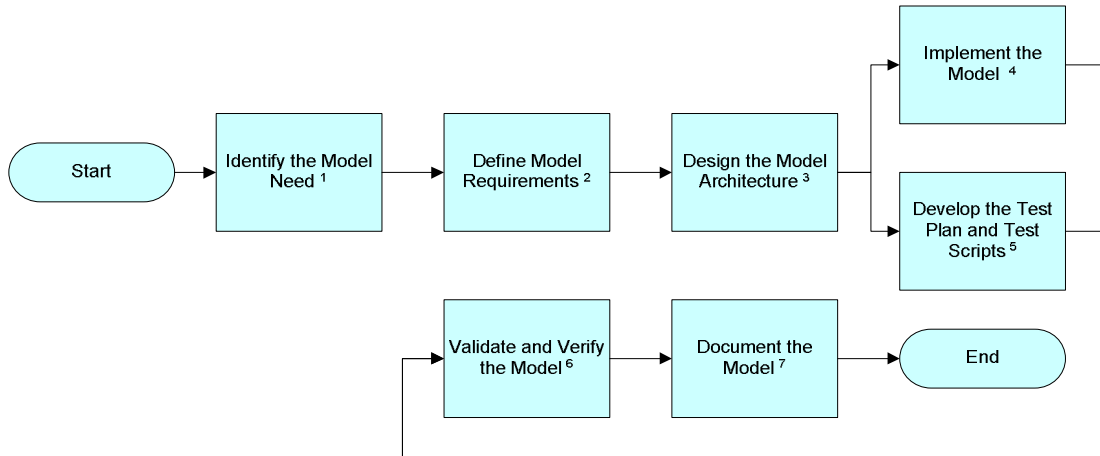 Start
Identify the Model
Need ¹
Define Model
Requirements ²
Design the Model
Architecture ³
Implement the
Model ⁴
Develop the Test
Plan and Test
Scripts ⁵
Validate and Verify
the Model ⁶
Document the
Model ⁷
End